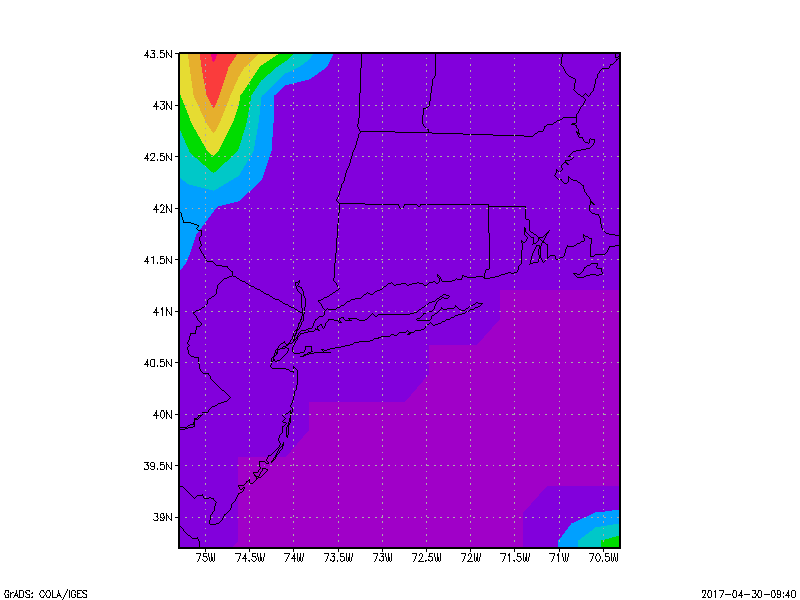 43.5N
43N
42.5N
42N
41.5N
41N
40.5N
40N
39.5N
39N
75W 74.5W 74W 73.5W 73W 72.5W 72W 71.5W 71W 70.5W
GrADS: COLA/IGES 2017-04-30-09:40